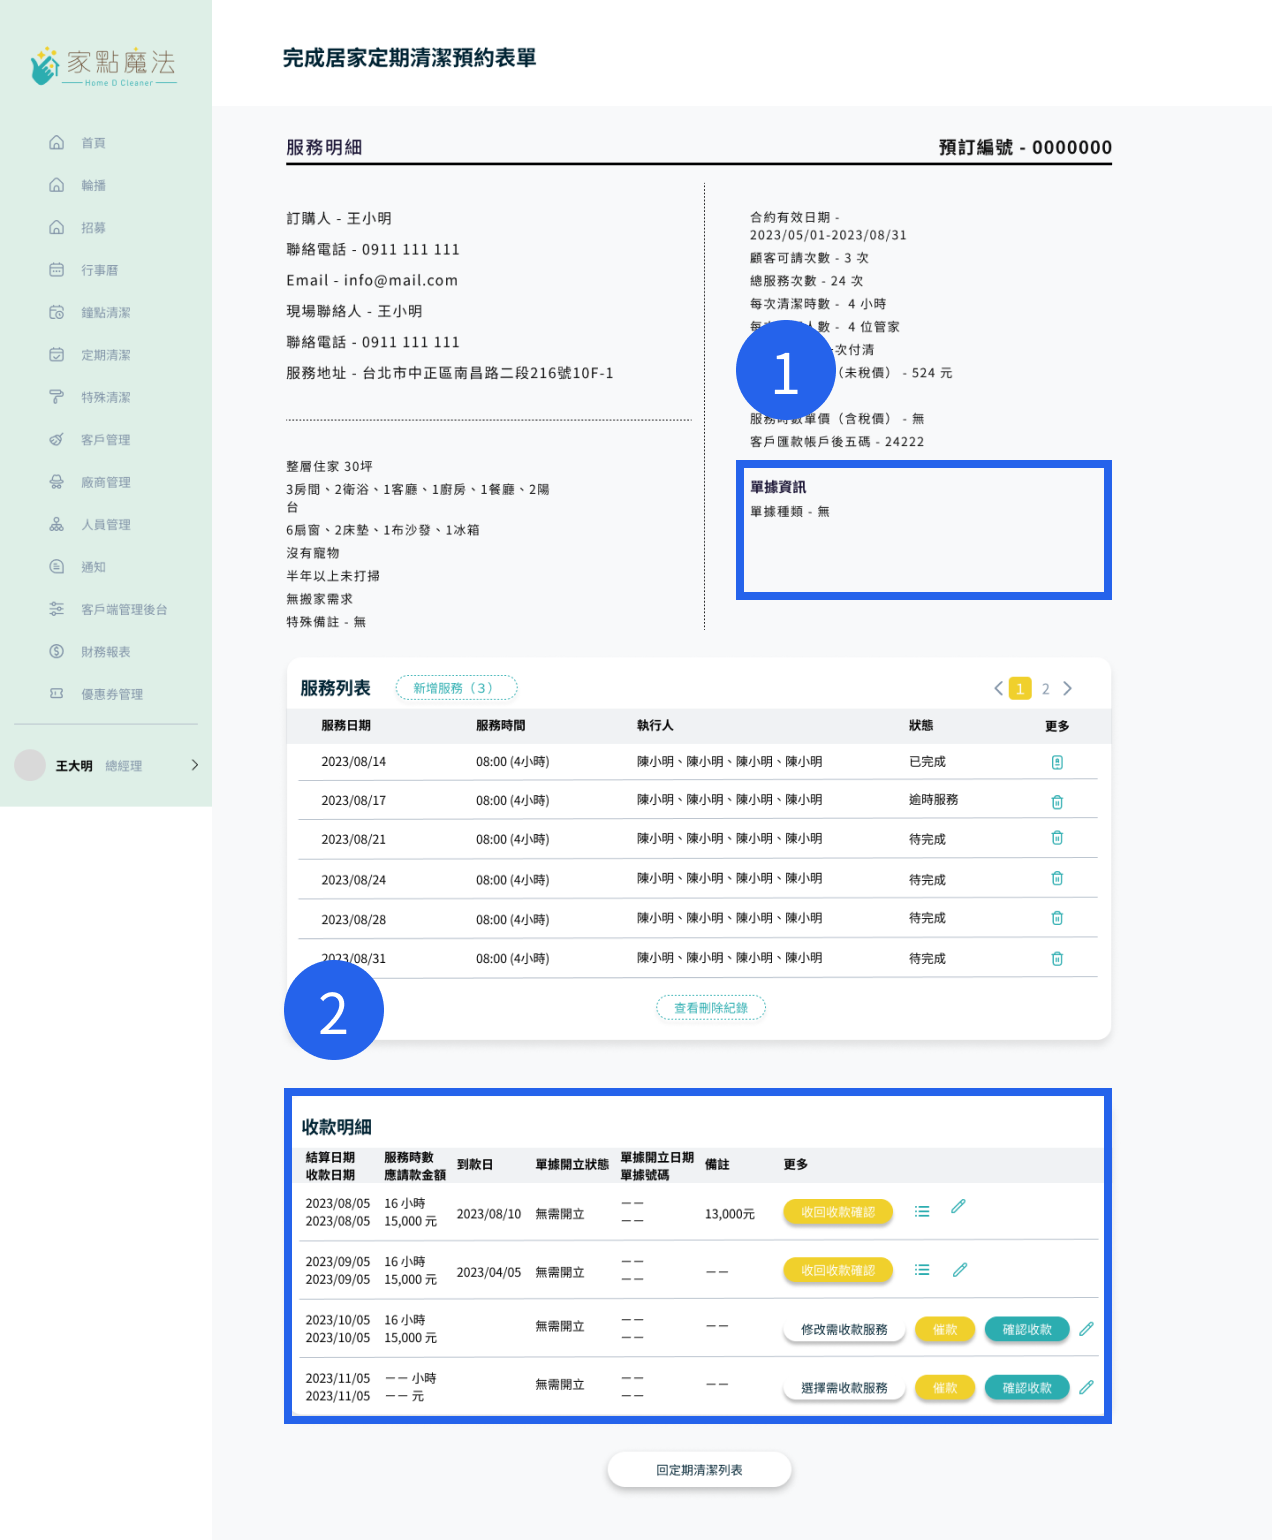 家點魔法
Home D Cleaner
首頁
輪播
招募
行事曆
鐘點清潔
定期清潔
特殊清潔
客戶管理
廠商管理
人員管理
通知
客戶端管理後台
財務報表
優惠券管理
王大明 總經理
完成居家定期清潔預約表單
服務明細
預訂編號 - 0000000
訂購人 - 王小明
聯絡電話 - 0911 111 111
Email - info@mail.com
現場聯絡人 - 王小明
聯絡電話 - 0911 111 111
服務地址 - 台北市中正區南昌路二段216號10F-1
整層住家 30坪
3房間、2衛浴、1客廳、1廚房、1餐廳、2陽
台
6扇窗、2床墊、1布沙發、1冰箱
沒有寵物
半年以上未打掃
無搬家需求
特殊備註 - 無
合約有效日期 -
2023/05/01-2023/08/31
顧客可請次數 - 3 次
總服務次數 - 24 次
每次清潔時數 - 4 小時
每 人數 - 4 位管家
次付清
（未稅價） - 524 元
服務時數單價（含稅價） - 無
客戶匯款帳戶後五碼 - 24222
1
單據資訊
單據種類 - 無
服務列表 新增服務（3） 1 2
服務日期 服務時間 執行人 狀態 更多
2023/08/14 08:00 (4小時) 陳小明、陳小明、陳小明、陳小明 已完成
2023/08/17 08:00 (4小時) 陳小明、陳小明、陳小明、陳小明 逾時服務
2023/08/21 08:00 (4小時) 陳小明、陳小明、陳小明、陳小明 待完成
2023/08/24 08:00 (4小時) 陳小明、陳小明、陳小明、陳小明 待完成
2023/08/28 08:00 (4小時) 陳小明、陳小明、陳小明、陳小明 待完成
2023/08/31 08:00 (4小時) 陳小明、陳小明、陳小明、陳小明 待完成
2
查看刪除紀錄
收款明細
結算日期 服務時數 到款日 單據開立狀態 單據開立日期 備註 更多
收款日期 應請款金額 單據號碼
2023/08/05 16 小時 2023/08/10 無需開立 －－ 13,000元 收回收款確認
2023/08/05 15,000 元 －－
2023/09/05 16 小時 2023/04/05 無需開立 －－ －－ 收回收款確認
2023/09/05 15,000 元 －－
2023/10/05 16 小時 無需開立 －－ －－ 修改需收款服務 催款 確認收款
2023/10/05 15,000 元 －－
2023/11/05 －－ 小時 無需開立 －－ －－ 選擇需收款服務 催款 確認收款
2023/11/05 －－ 元 －－
回定期清潔列表